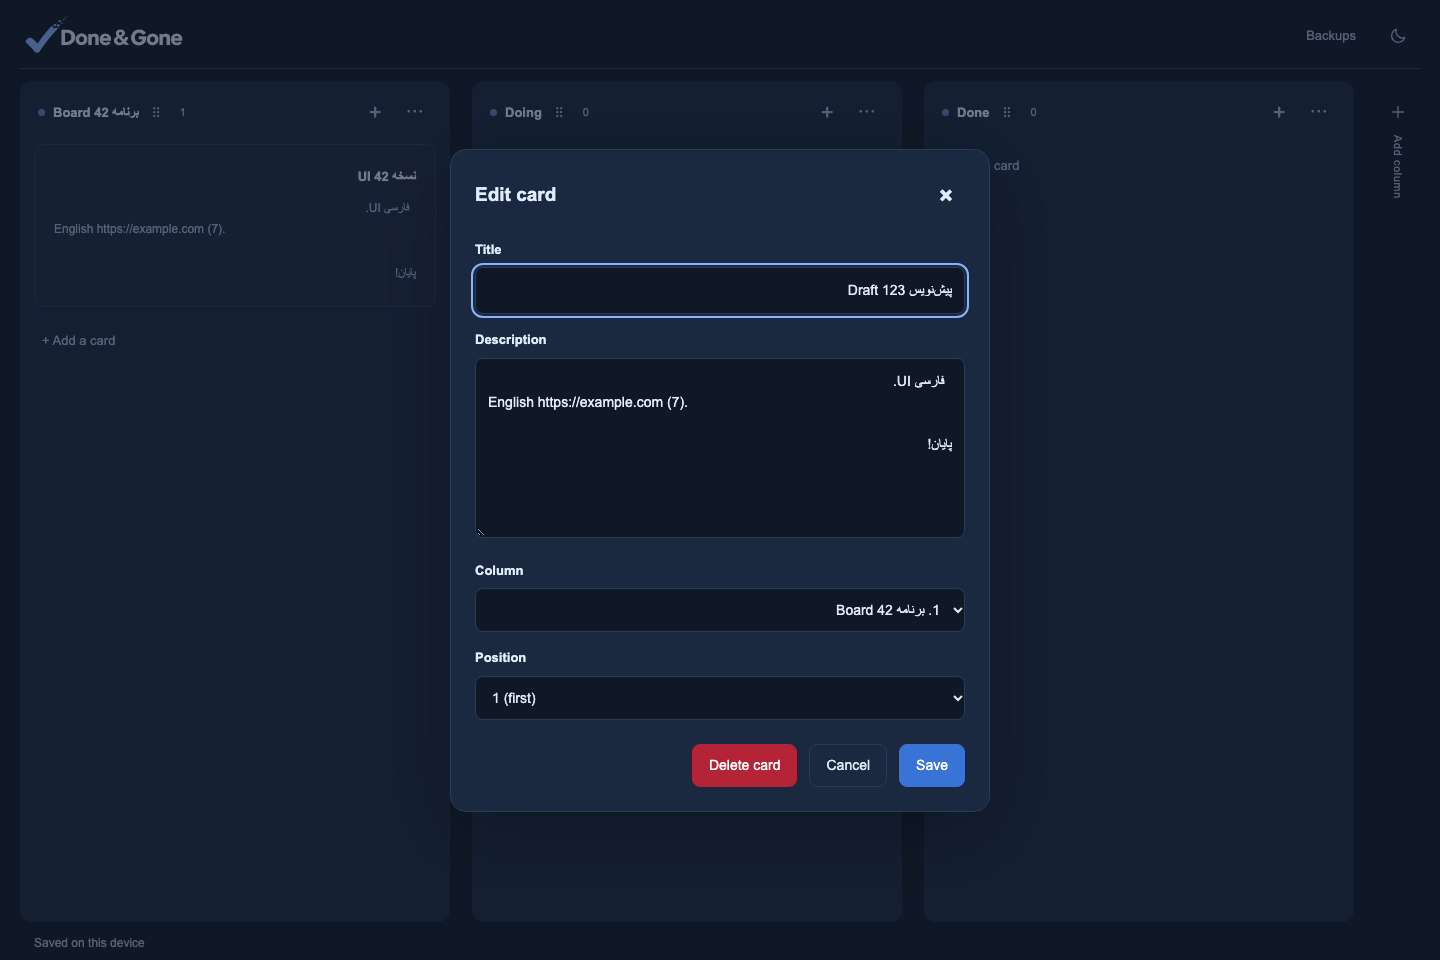 Done & Gone
Backups
برنامه Board 42
1
Doing
0
Done
0
Add column
نسخه UI 42
فارسی UI.
English https://example.com (7).
پایان!
+ Add a card
card
Edit card
Title
پیش‌نویس Draft 123
Description
فارسی UI.
English https://example.com (7).
پایان!
Column
1. برنامه Board 42
Position
1 (first)
Delete card
Cancel
Save
Saved on this device